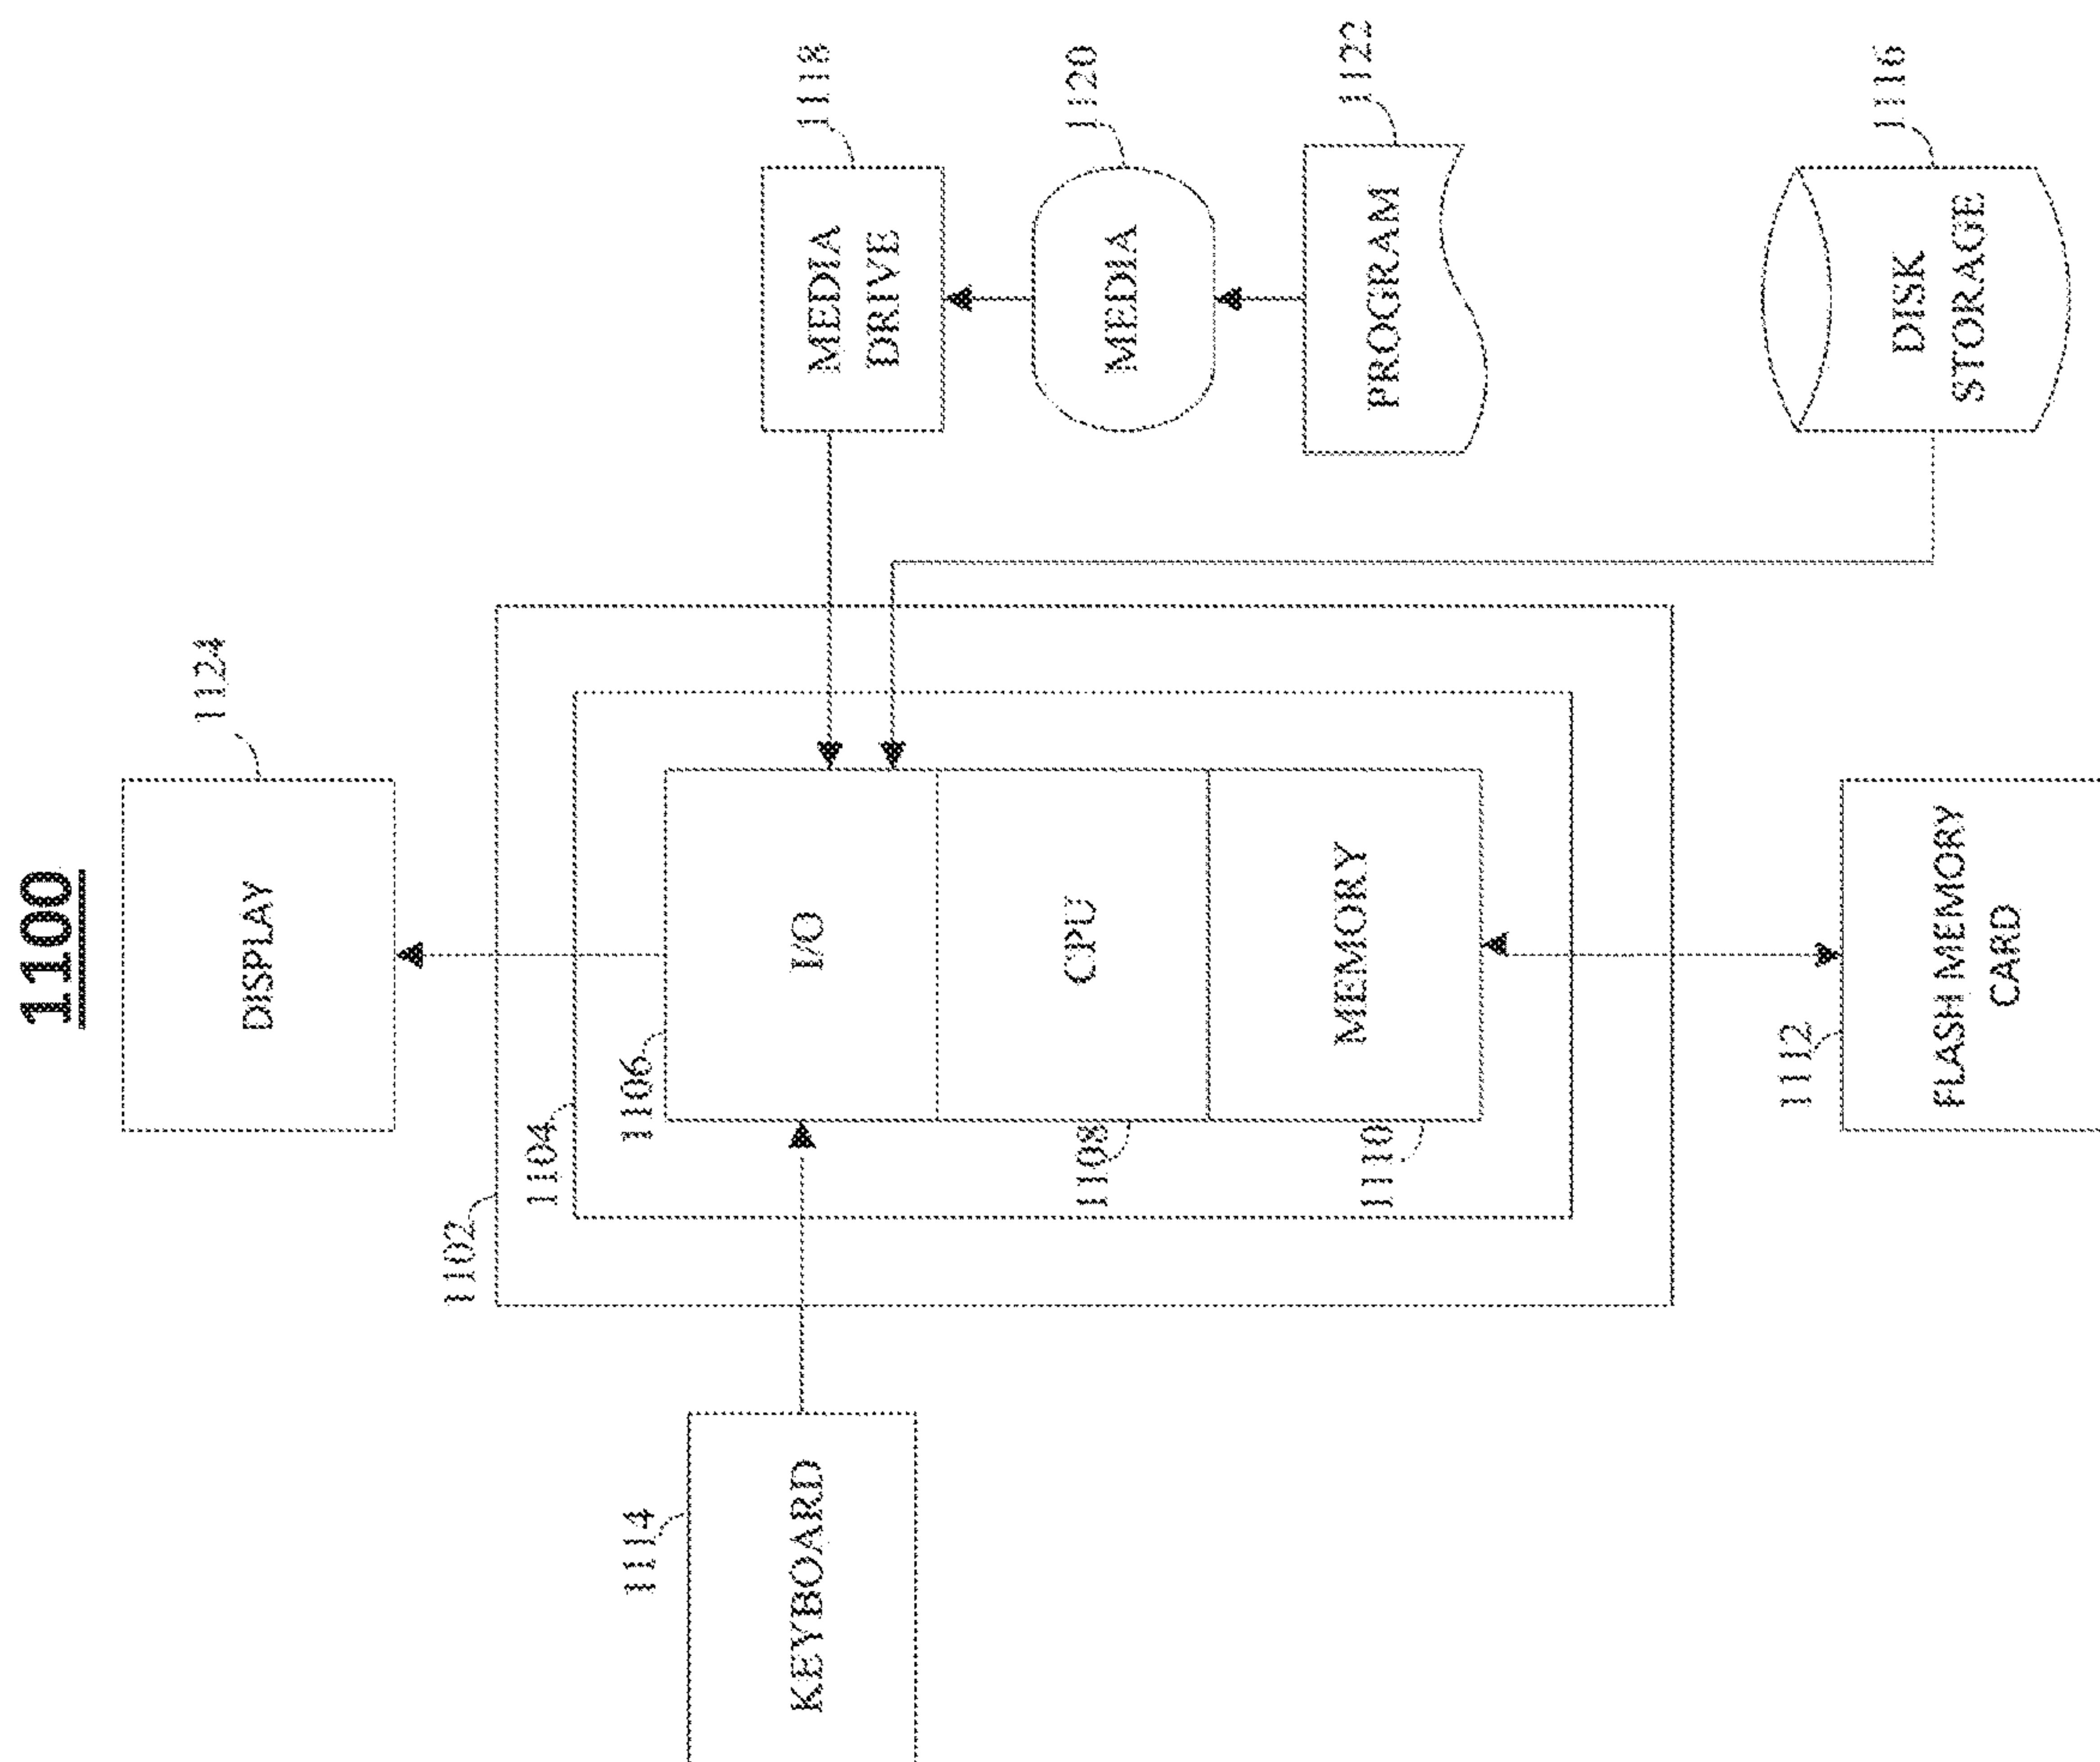 1100
DISPLAY
1124
1102
1104
1106
I/O
CPU
1108
MEMORY
1110
KEYBOARD
1114
MEDIA
DRIVE
1118
MEDIA
1120
PROGRAM
1122
DISK
STORAGE
1116
FLASH MEMORY
CARD
1112